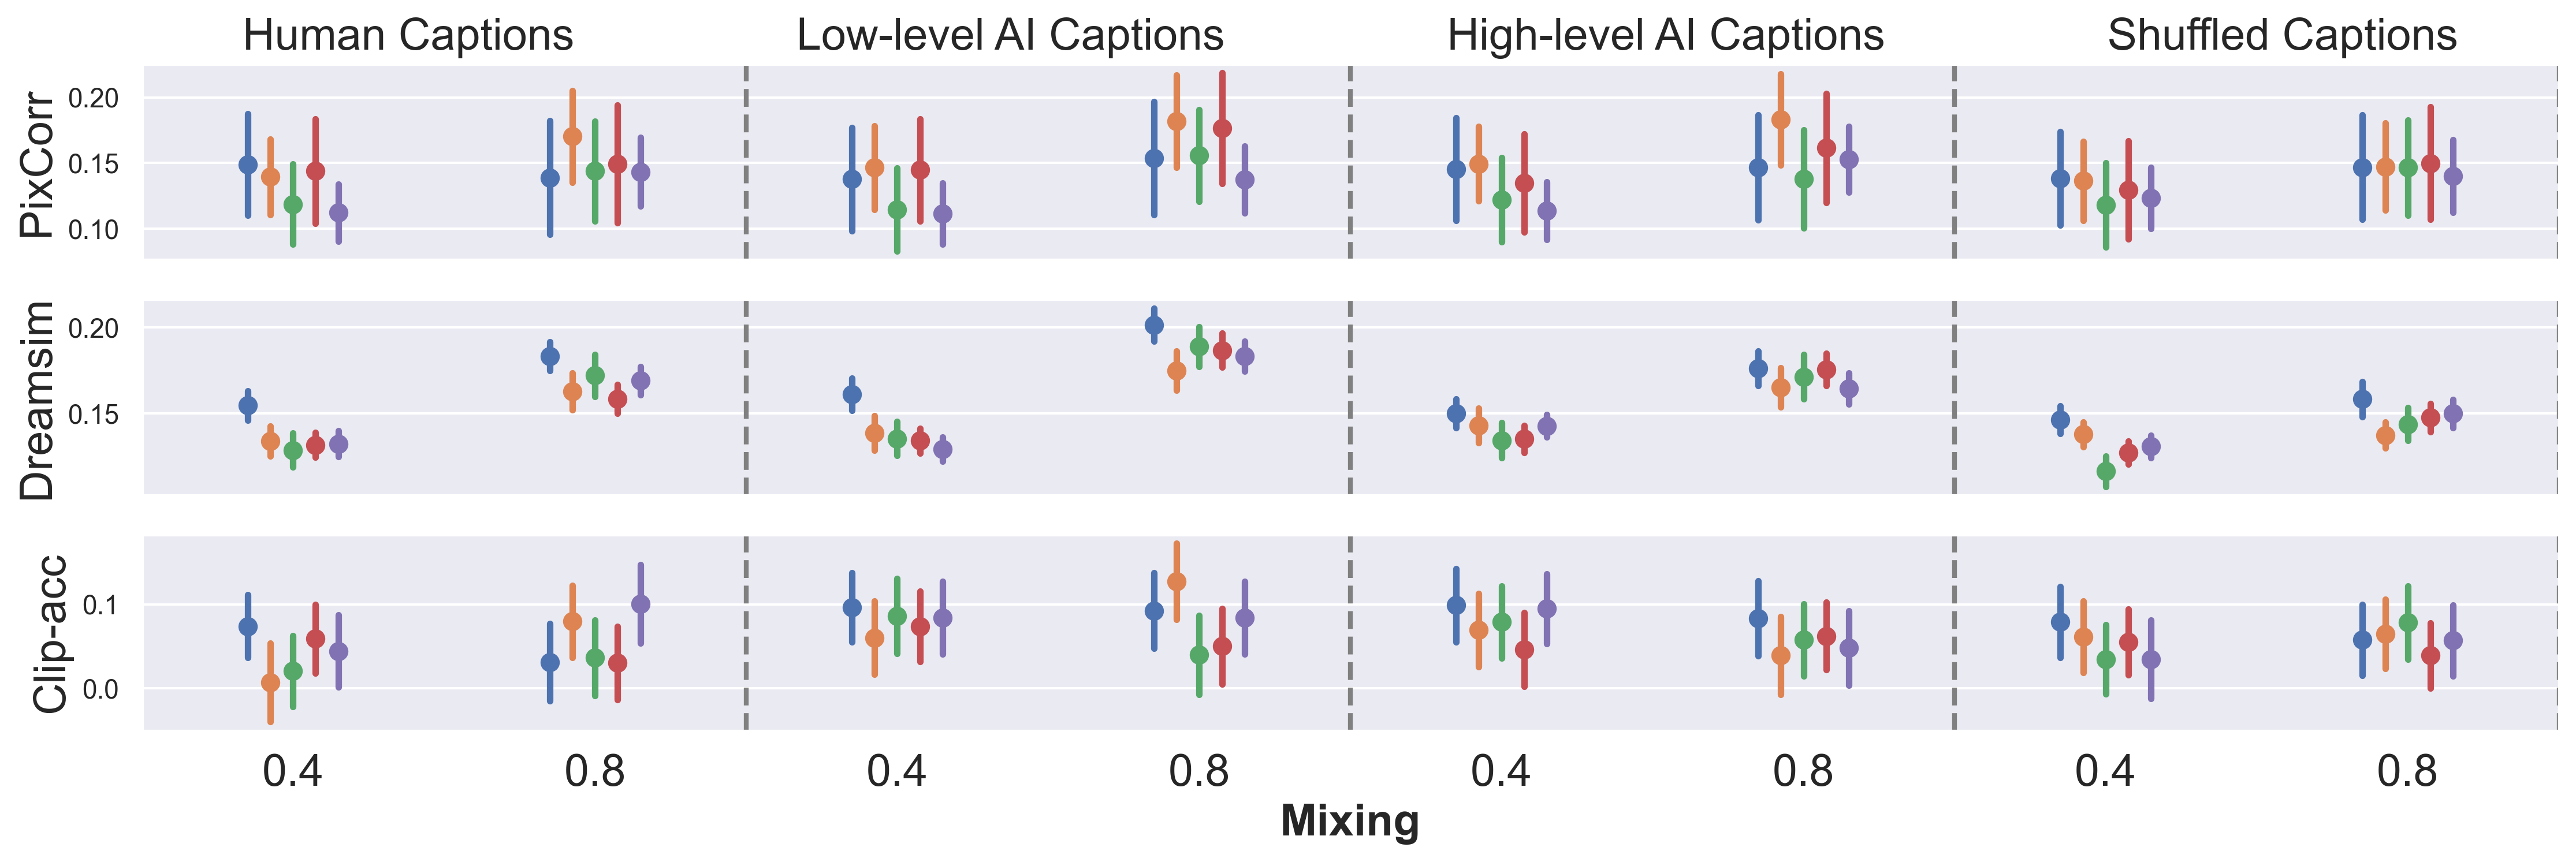 Human Captions Low-level AI Captions High-level AI Captions Shuffled Captions
PixCorr
0.20
0.15
0.10
Dreamsim
0.20
0.15
Clip-acc
0.1
0.0
0.4 0.8 0.4 0.8 0.4 0.8 0.4 0.8
Mixing